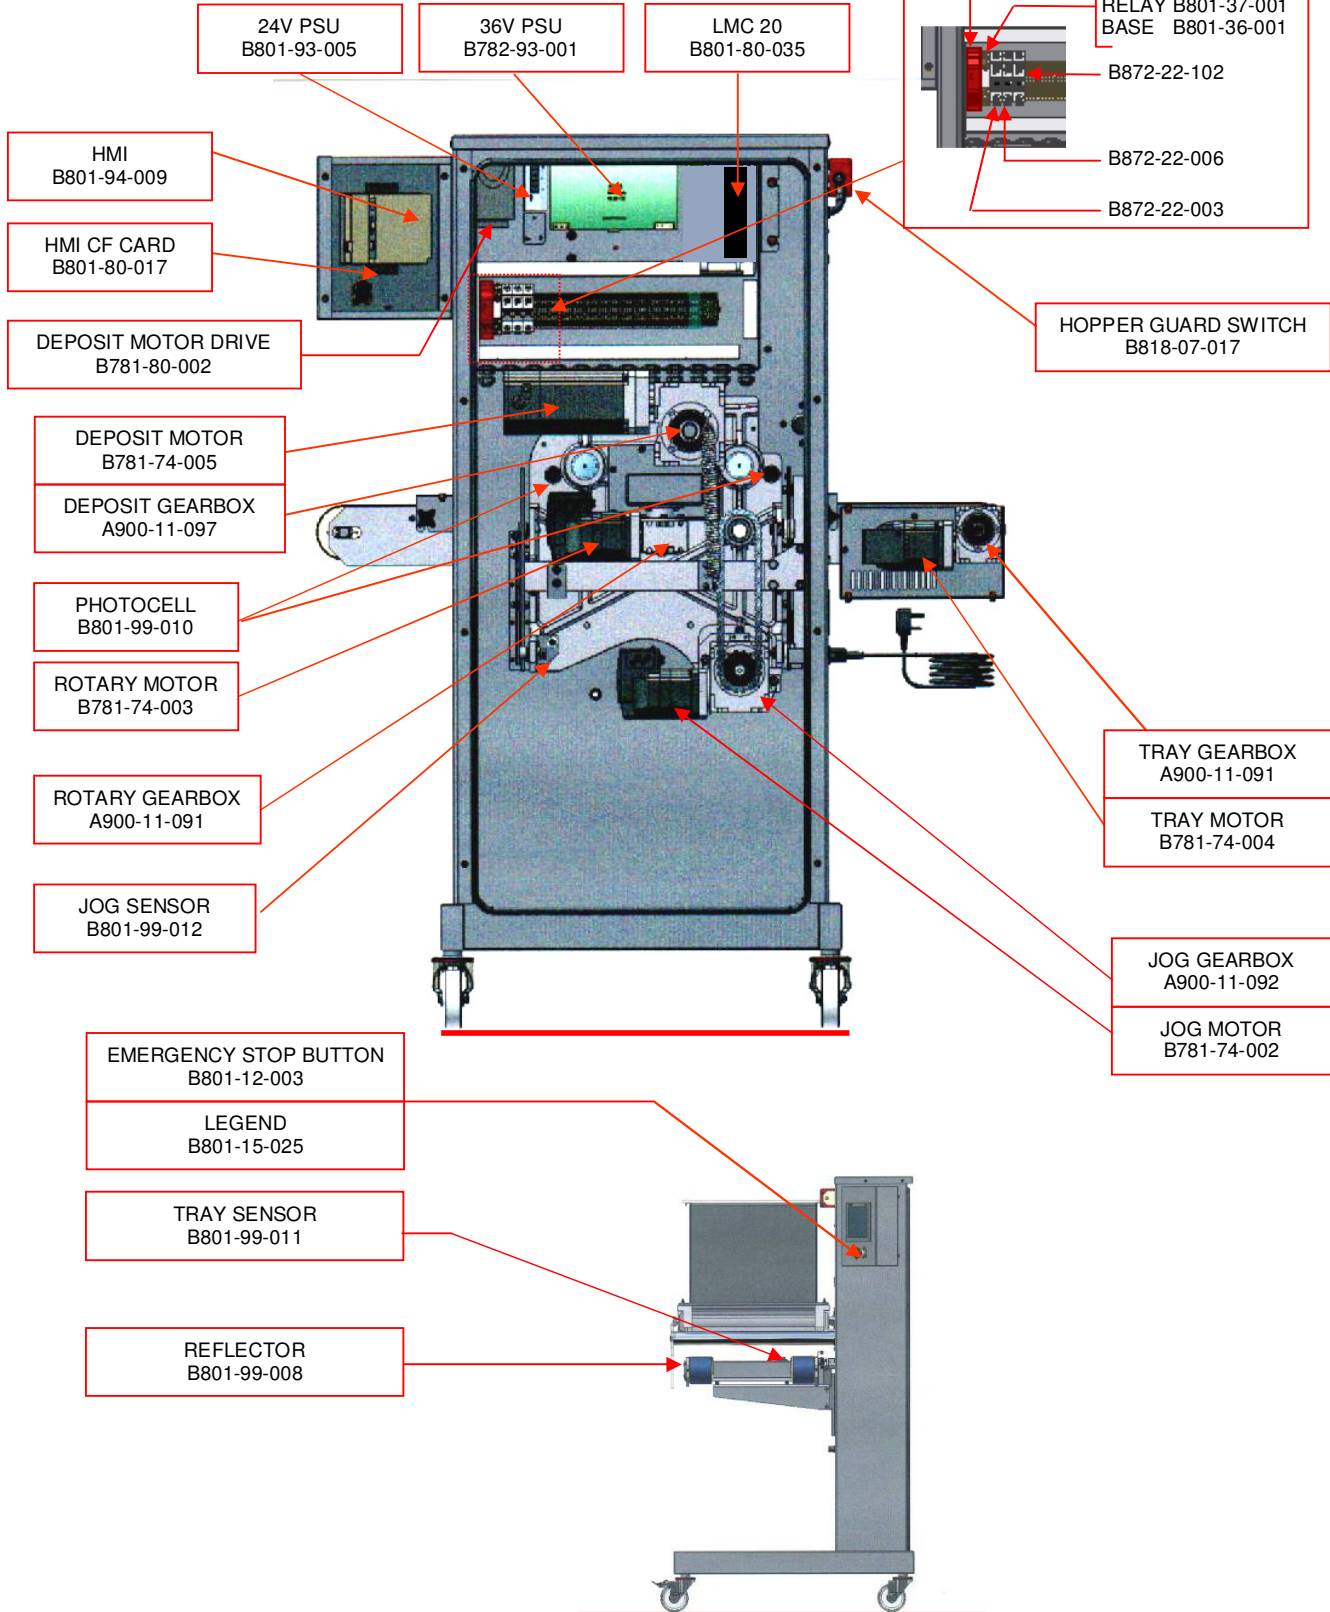 24V PSU
B801-93-005
36V PSU
B782-93-001
LMC 20
B801-80-035
RELAY B801-37-001
BASE B801-36-001
B872-22-102
B872-22-006
B872-22-003
HMI
B801-94-009
HMI CF CARD
B801-80-017
DEPOSIT MOTOR DRIVE
B781-80-002
HOPPER GUARD SWITCH
B818-07-017
DEPOSIT MOTOR
B781-74-005
DEPOSIT GEARBOX
A900-11-097
PHOTOCELL
B801-99-010
ROTARY MOTOR
B781-74-003
ROTARY GEARBOX
A900-11-091
JOG SENSOR
B801-99-012
TRAY GEARBOX
A900-11-091
TRAY MOTOR
B781-74-004
JOG GEARBOX
A900-11-092
JOG MOTOR
B781-74-002
EMERGENCY STOP BUTTON
B801-12-003
LEGEND
B801-15-025
TRAY SENSOR
B801-99-011
REFLECTOR
B801-99-008